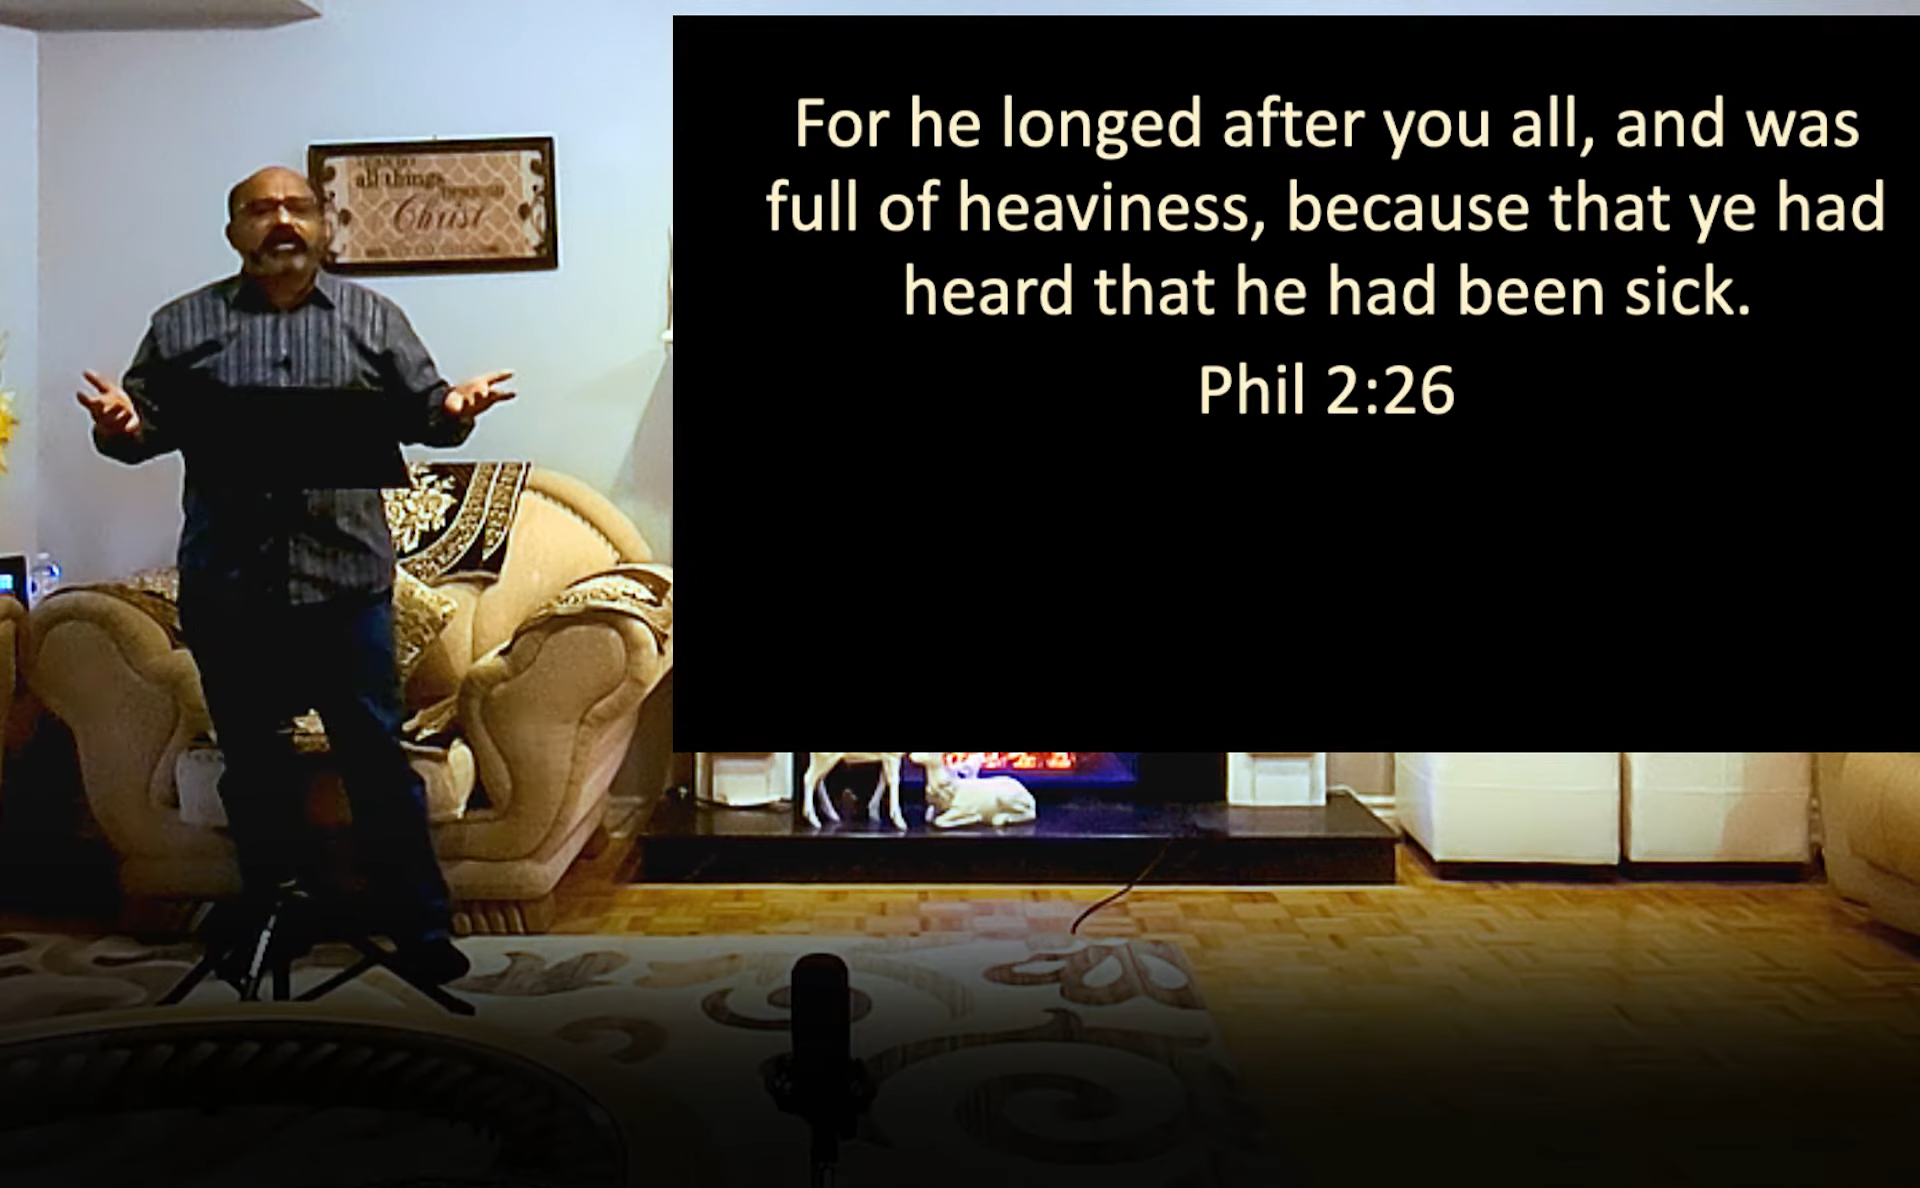 all things
THROUGH
Christ
For he longed after you all, and was
full of heaviness, because that ye had
heard that he had been sick.
Phil 2:26